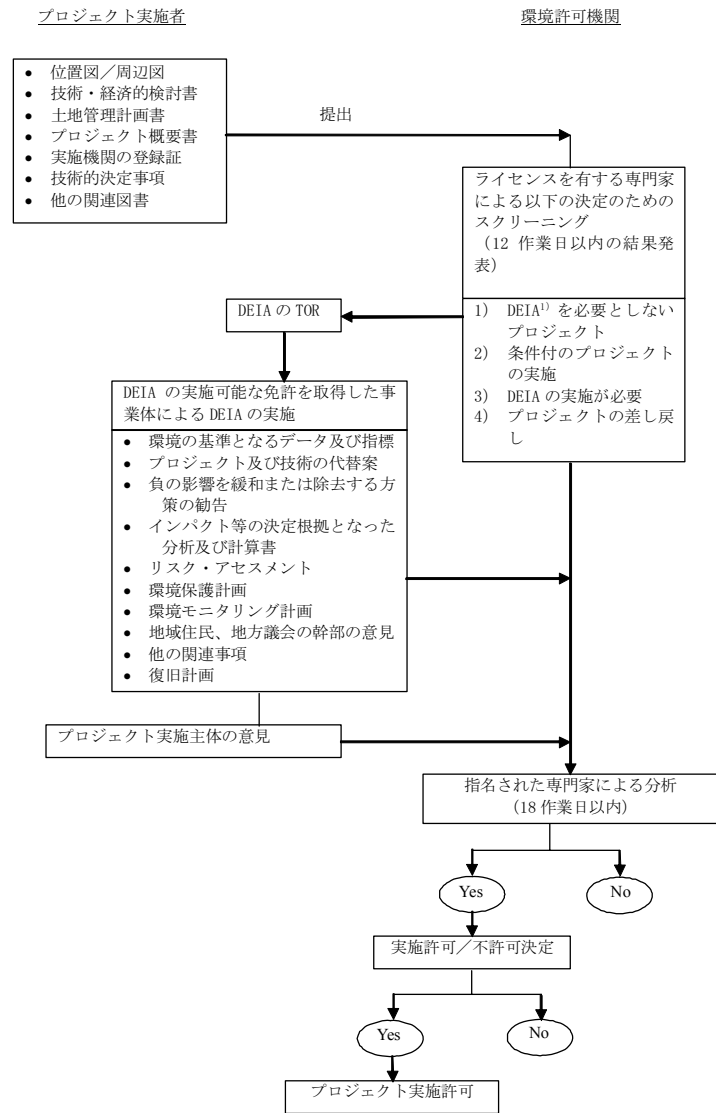 プロジェクト実施者
環境許可機関
● 位置図／周辺図
● 技術・経済的検討書
● 土地管理計画書
● プロジェクト概要書
● 実施機関の登録証
● 技術的決定事項
● 他の関連図書
提出
ライセンスを有する専門家
による以下の決定のための
スクリーニング
（12 作業日以内の結果発
表）
1) DEIA1) を必要としない
プロジェクト
2) 条件付のプロジェクト
の実施
3) DEIA の実施が必要
4) プロジェクトの差し戻
し
DEIA の TOR
DEIA の実施可能な免許を取得した事
業体による DEIA の実施
● 環境の基準となるデータ及び指標
● プロジェクト及び技術の代替案
● 負の影響を緩和または除去する方
策の勧告
● インパクト等の決定根拠となった
分析及び計算書
● リスク・アセスメント
● 環境保護計画
● 環境モニタリング計画
● 地域住民、地方議会の幹部の意見
● 他の関連事項
● 復旧計画
プロジェクト実施主体の意見
指名された専門家による分析
(18 作業日以内)
Yes
No
実施許可／不許可決定
Yes
No
プロジェクト実施許可